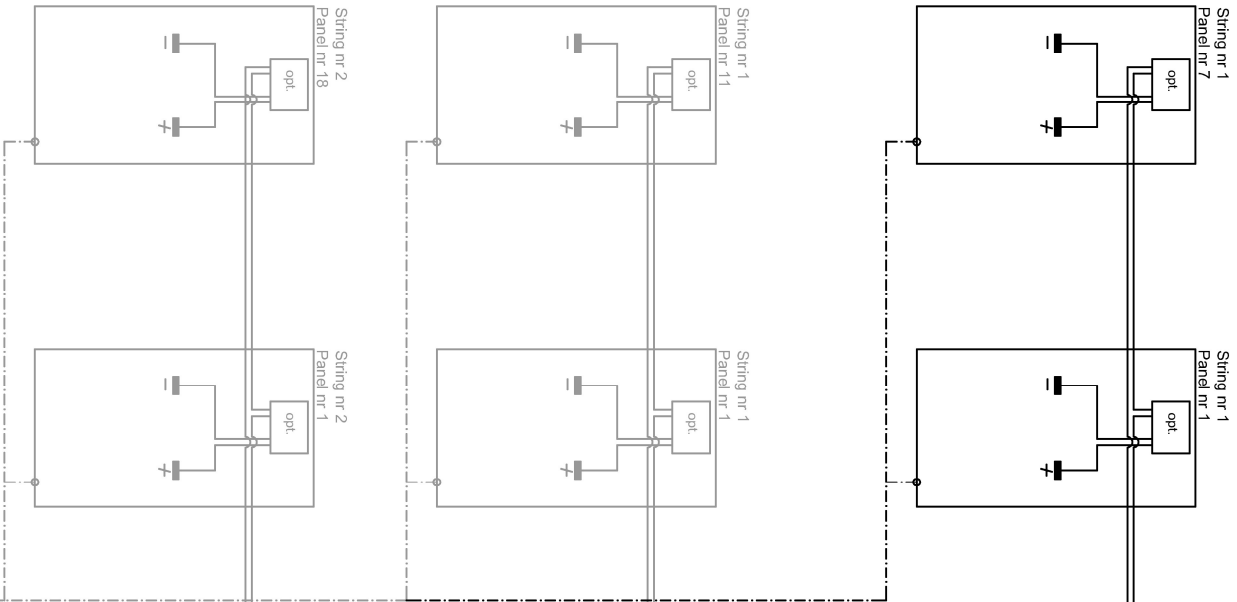 String nr 2
Panel nr 18
opt.
String nr 1
Panel nr 11
opt.
String nr 1
Panel nr 7
opt.
String nr 2
Panel nr 1
opt.
String nr 1
Panel nr 1
opt.
String nr 1
Panel nr 1
opt.